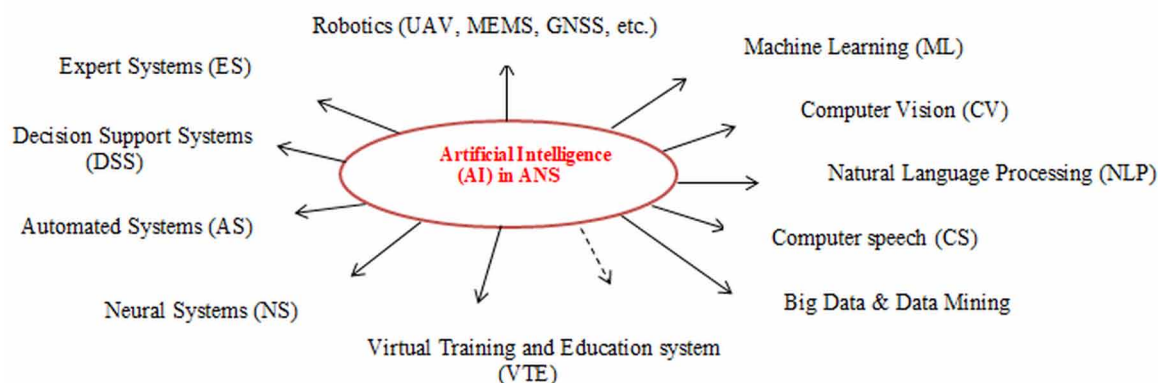 Robotics (UAV, MEMS, GNSS, etc.)
Machine Learning (ML)
Expert Systems (ES)
Computer Vision (CV)
Decision Support Systems
(DSS)
Artificial Intelligence
(AI) in ANS
Natural Language Processing (NLP)
Automated Systems (AS)
Computer speech (CS)
Neural Systems (NS)
Big Data & Data Mining
Virtual Training and Education system
(VTE)